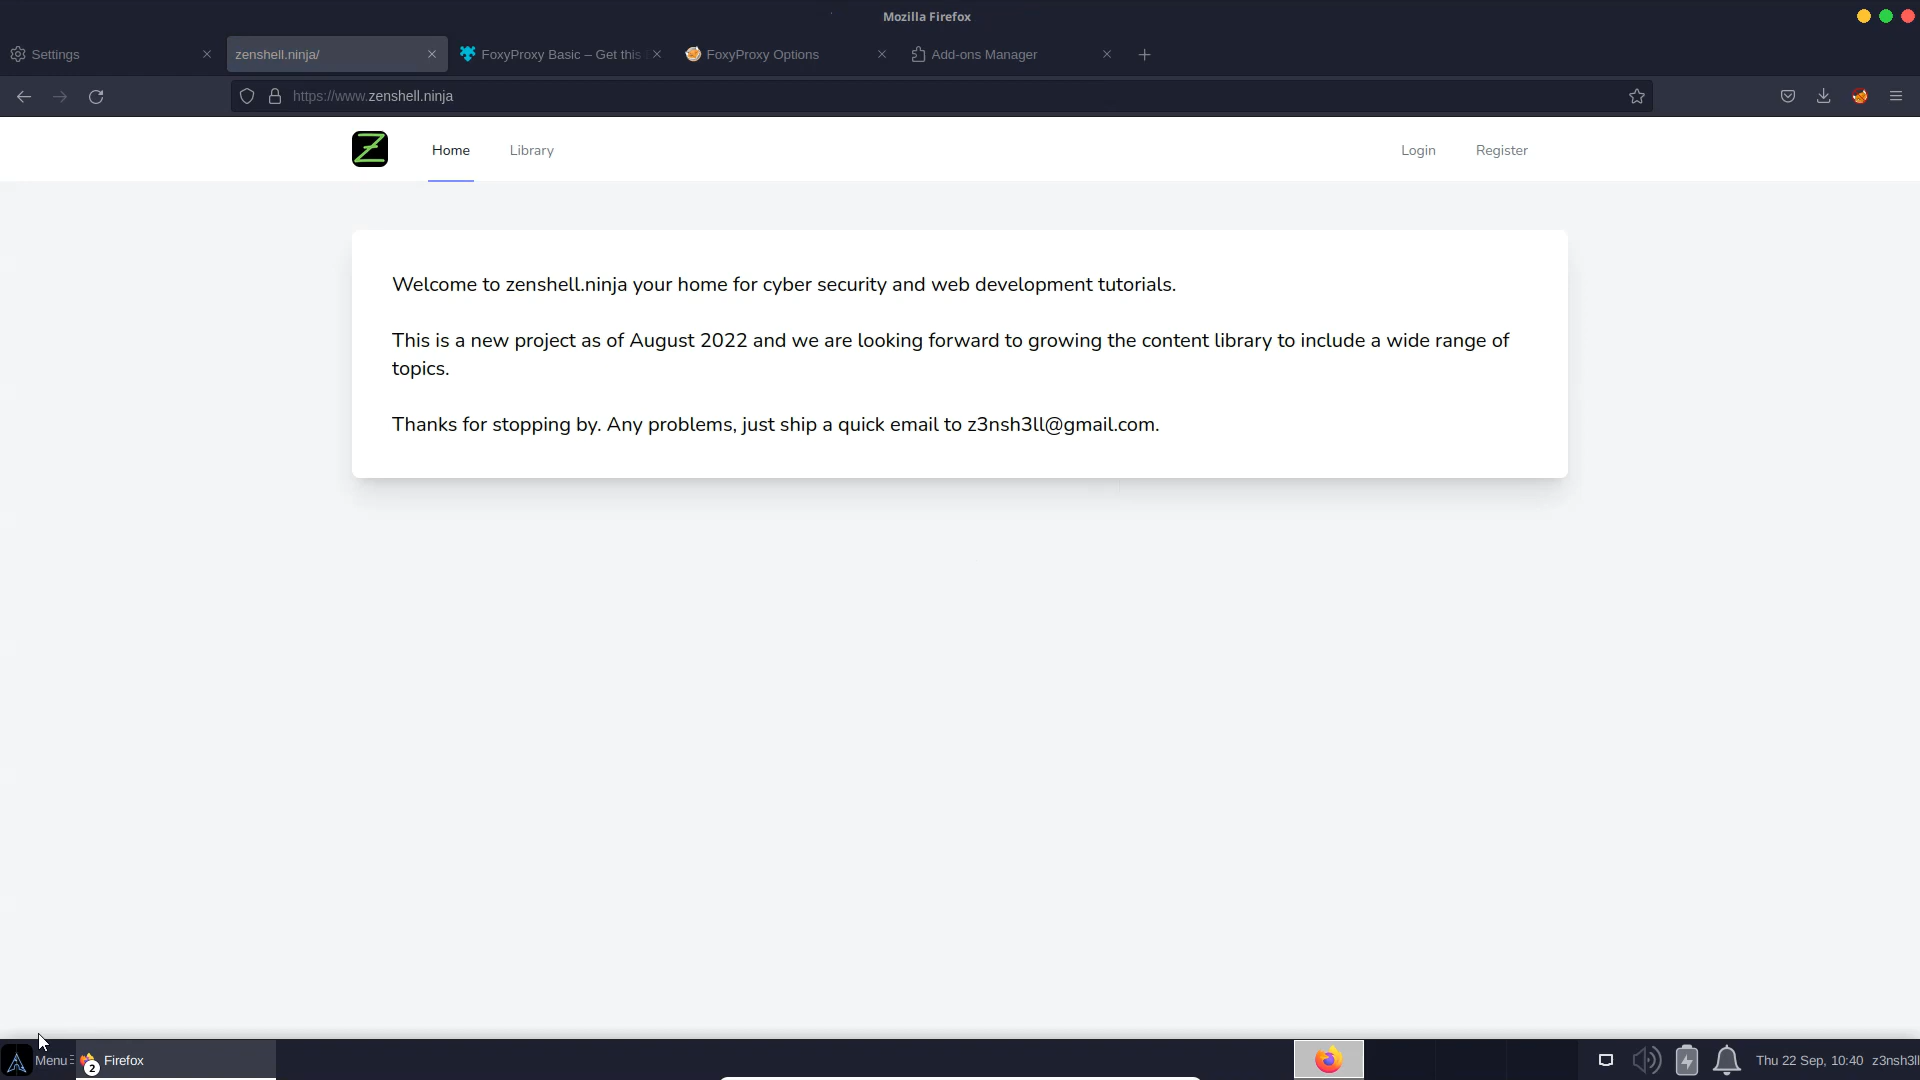 Mozilla Firefox
Settings
zenshell.ninja/
FoxyProxy Basic – Get this
FoxyProxy Options
Add-ons Manager
https://www.zenshell.ninja
Z
Home
Library
Login
Register
Welcome to zenshell.ninja your home for cyber security and web development tutorials.
This is a new project as of August 2022 and we are looking forward to growing the content library to include a wide range of
topics.
Thanks for stopping by. Any problems, just ship a quick email to z3nsh3ll@gmail.com.
Menu
2
Firefox
Thu 22 Sep, 10:40
z3nsh3ll